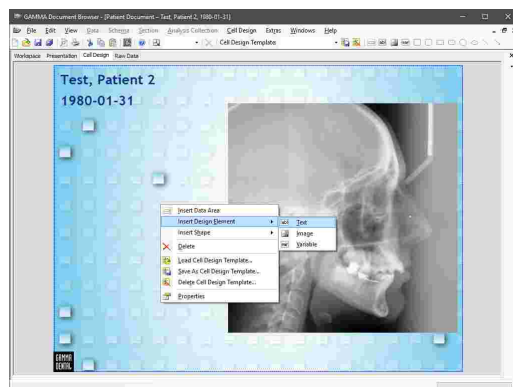 GAMMA Document Browser - [Patient Document - Test, Patient 2, 1980-01-31]
File Edit View Data Schema Section Analysis Collection Cell Design Extras Windows Help
Cell Design Template
Workspace Presentation Cell Design Raw Data
Test, Patient 2
1980-01-31
Insert Data Area
Insert Design Element
Text
Insert Shape
Image
Delete
Variable
Load Cell Design Template...
Save As Cell Design Template...
Delete Cell Design Template...
Properties
GAMMA
DENTAL